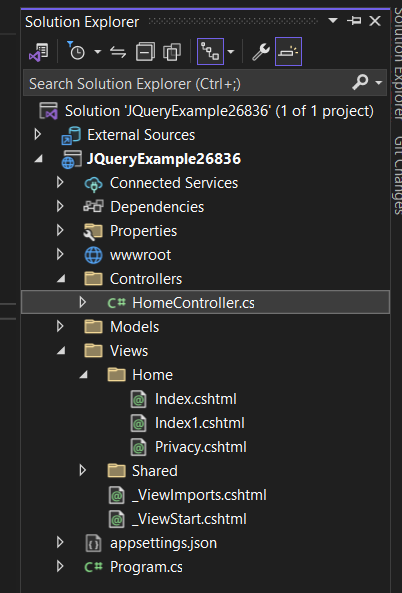 Solution Explorer
Search Solution Explorer (Ctrl+;)
Solution 'JQueryExample26836' (1 of 1 project)
External Sources
JQueryExample26836
Connected Services
Dependencies
Properties
wwwroot
Controllers
C# HomeController.cs
Models
Views
Home
@ Index.cshtml
@ Index1.cshtml
@ Privacy.cshtml
Shared
@ _ViewImports.cshtml
@ _ViewStart.cshtml
appsettings.json
C# Program.cs
Solution Explorer
Git Changes